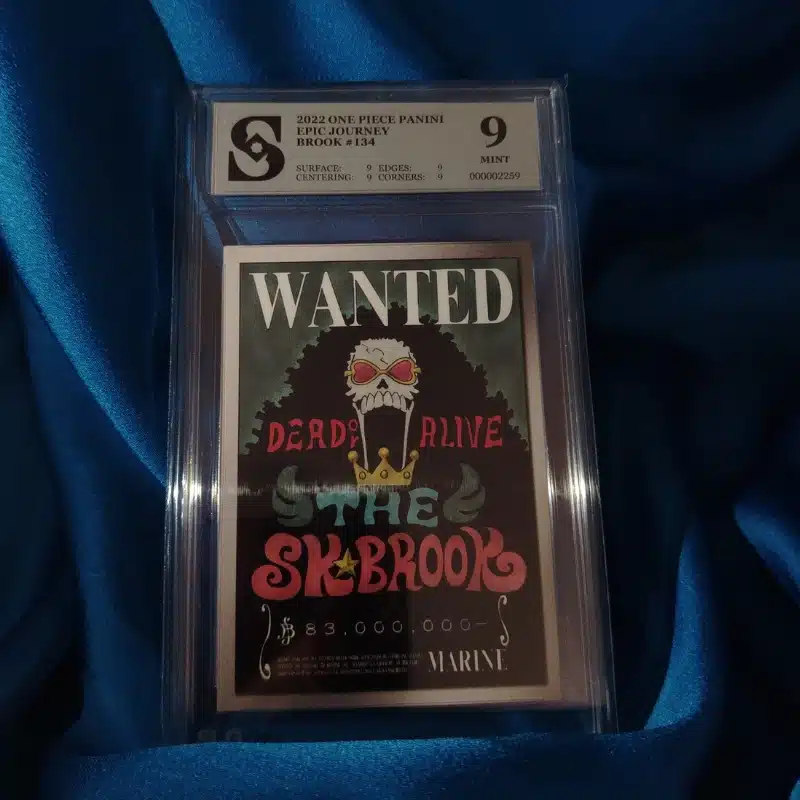 2022 ONE PIECE PANINI
EPIC JOURNEY
BROOK #134
SURFACE: 9 EDGES: 9
CENTERING: 9 CORNERS: 9
9
MINT
000002259
WANTED
DEAD OR ALIVE
THE
SK★BROOK
฿83,000,000-
MARINE